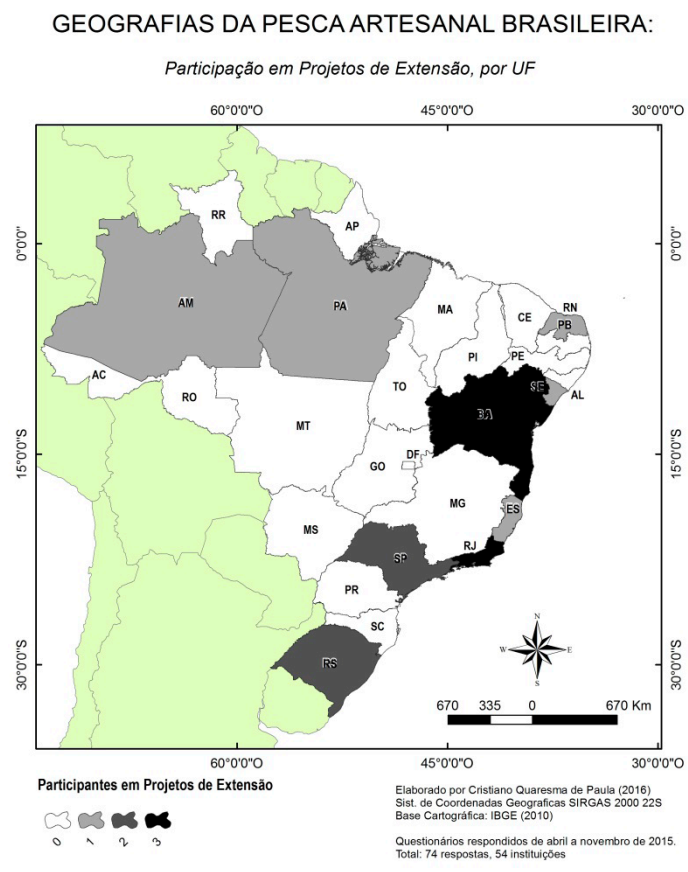 GEOGRAFIAS DA PESCA ARTESANAL BRASILEIRA:
Participação em Projetos de Extensão, por UF
60°0'0"O 45°0'0"O 30°0'0"O
RR
AP
0°0'0" 0°0'0"
AM
PA
MA
CE
RN
PB
PI
PE
AC
TO
SE
AL
RO
BA
MT
15°0'0"S 15°0'0"S
DF
GO
MG
ES
MS
RJ
SP
PR
SC
N
W E
S
RS
30°0'0"S 30°0'0"S
670 335 0 670 Km
60°0'0"O 45°0'0"O 30°0'0"O
Participantes em Projetos de Extensão
0 1 2 3
Elaborado por Cristiano Quaresma de Paula (2016)
Sist. de Coordenadas Geograficas SIRGAS 2000 22S
Base Cartográfica: IBGE (2010)
Questionários respondidos de abril a novembro de 2015.
Total: 74 respostas, 54 instituições